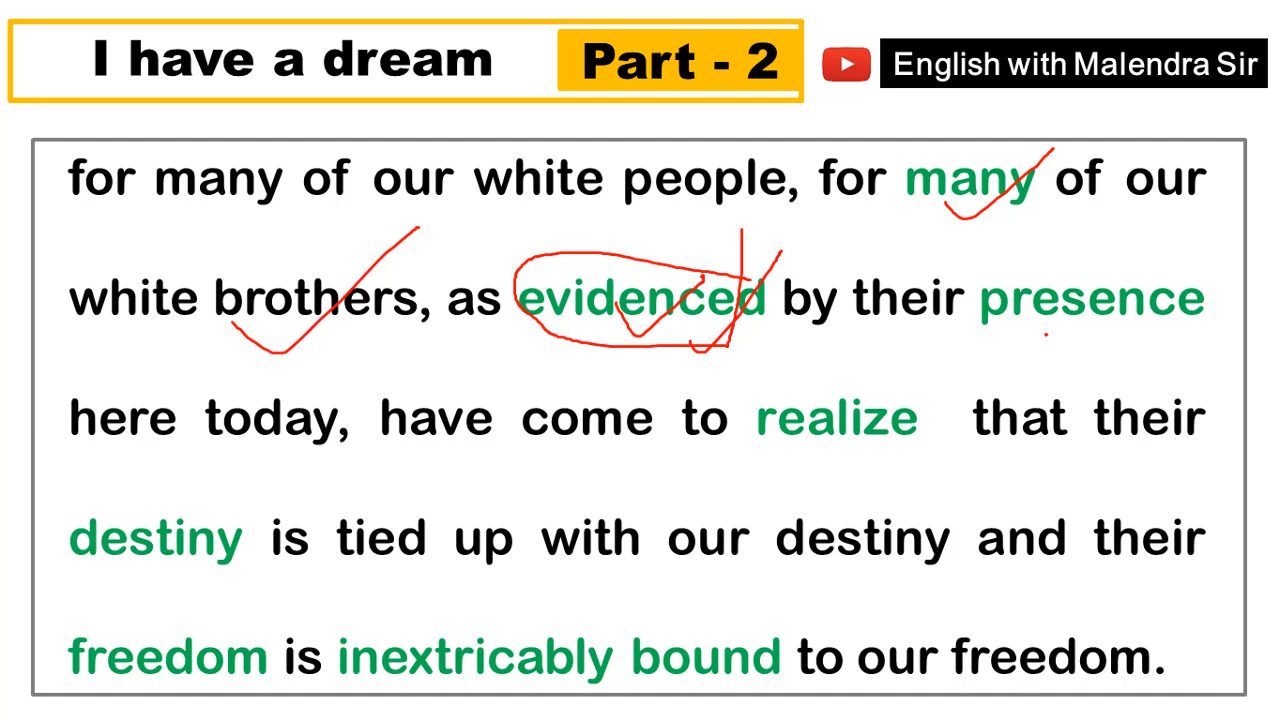 I have a dream
Part - 2
English with Malendra Sir
for many of our white people, for many of our
white brothers, as evidenced by their presence
here today, have come to realize that their
destiny is tied up with our destiny and their
freedom is inextricably bound to our freedom.